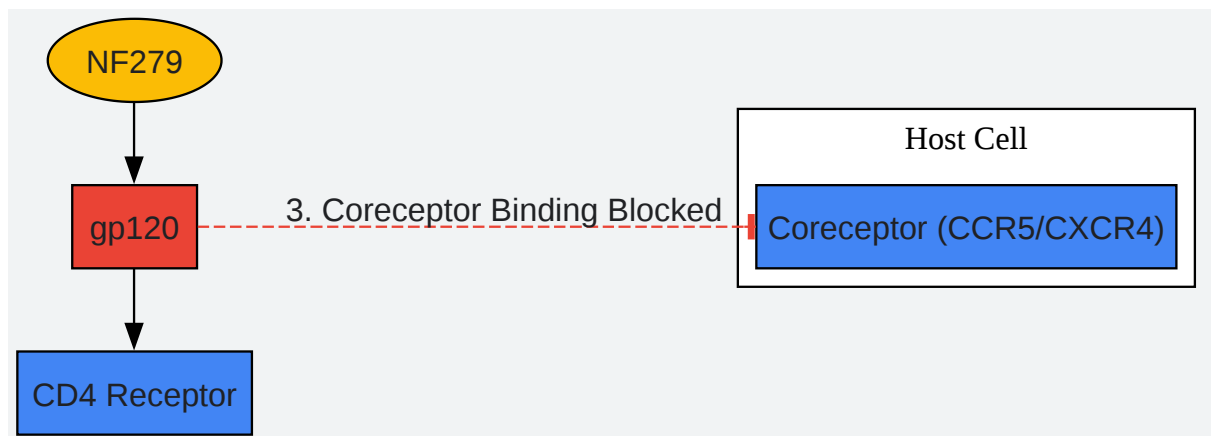 NF279
Host Cell
gp120
3. Coreceptor Binding Blocked
Coreceptor (CCR5/CXCR4)
CD4 Receptor